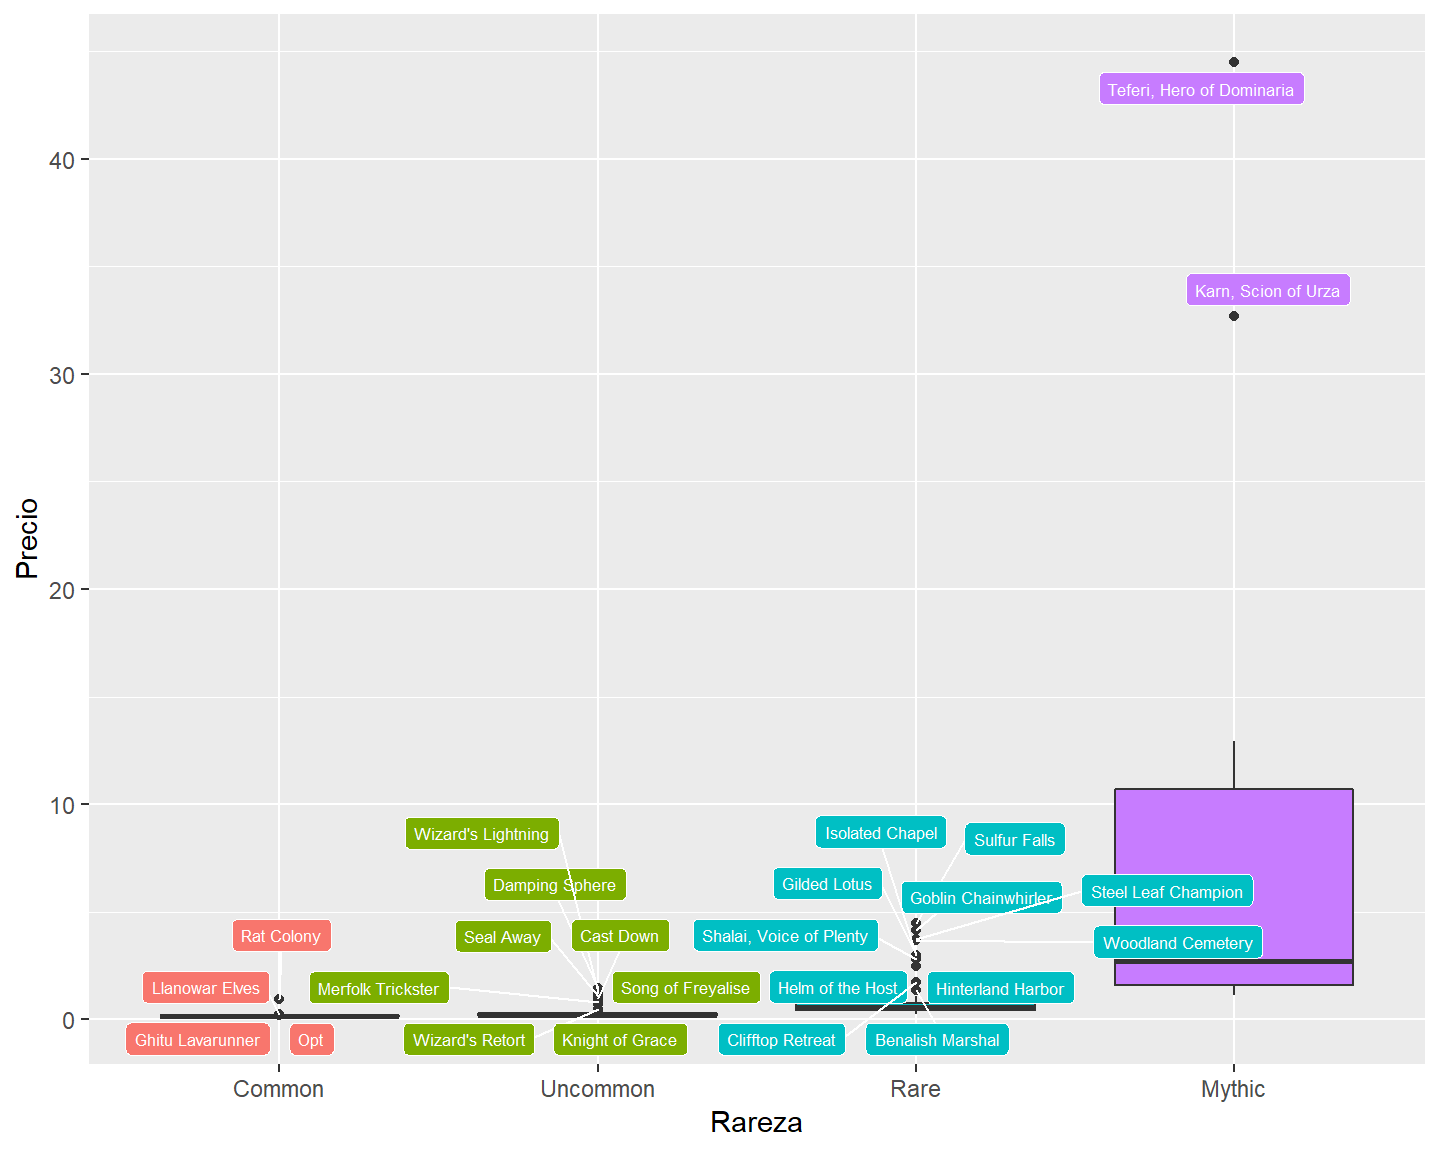 Precio
40
30
20
10
0
Teferi, Hero of Dominaria
Karn, Scion of Urza
Wizard's Lightning
Isolated Chapel
Sulfur Falls
Damping Sphere
Gilded Lotus
Goblin Chainwhirler
Steel Leaf Champion
Rat Colony
Seal Away
Cast Down
Shalai, Voice of Plenty
Woodland Cemetery
Llanowar Elves
Merfolk Trickster
Song of Freyalise
Helm of the Host
Hinterland Harbor
Ghitu Lavarunner
Opt
Wizard's Retort
Knight of Grace
Clifftop Retreat
Benalish Marshal
Common
Uncommon
Rare
Mythic
Rareza